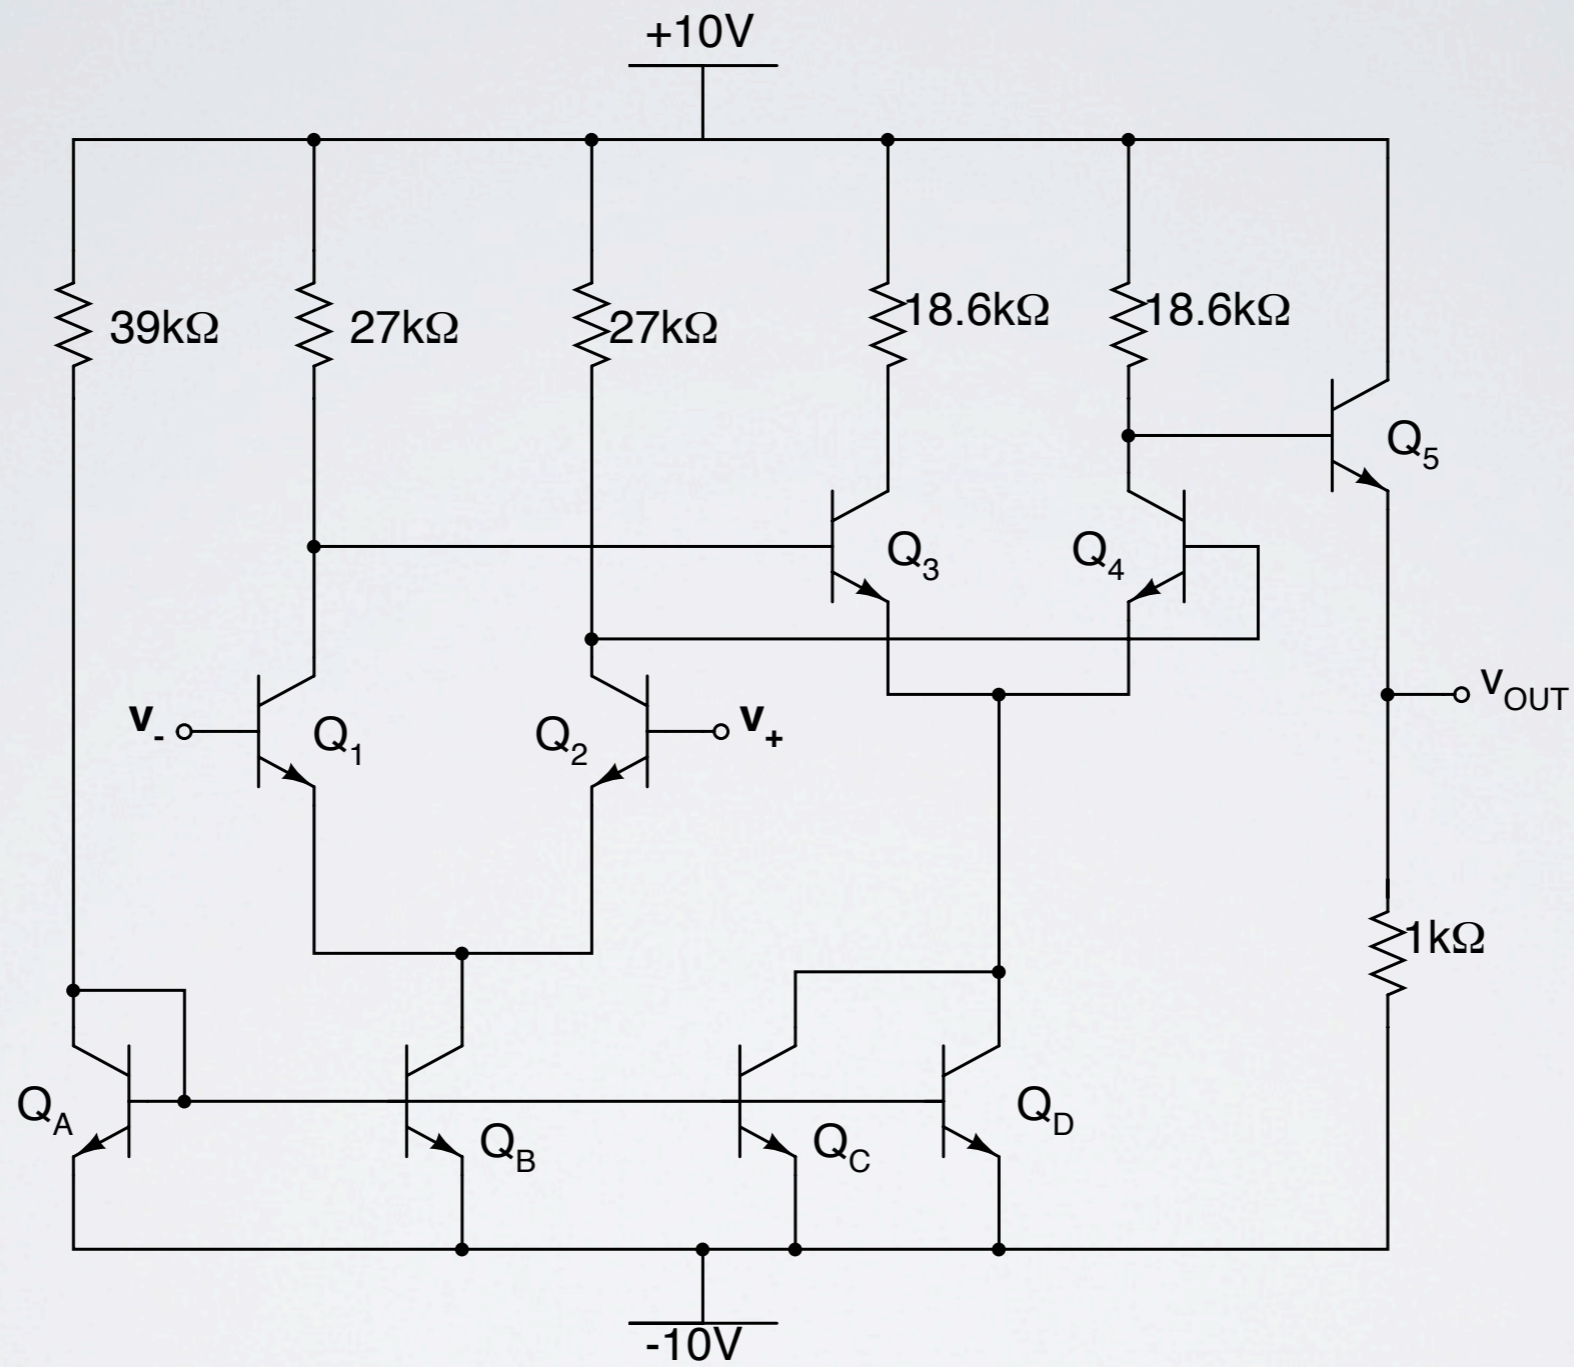 +10V
39kΩ
27kΩ
27kΩ
18.6kΩ
18.6kΩ
Q5
Q3
Q4
v-
Q1
Q2
v+
vOUT
1kΩ
QA
QB
QC
QD
-10V